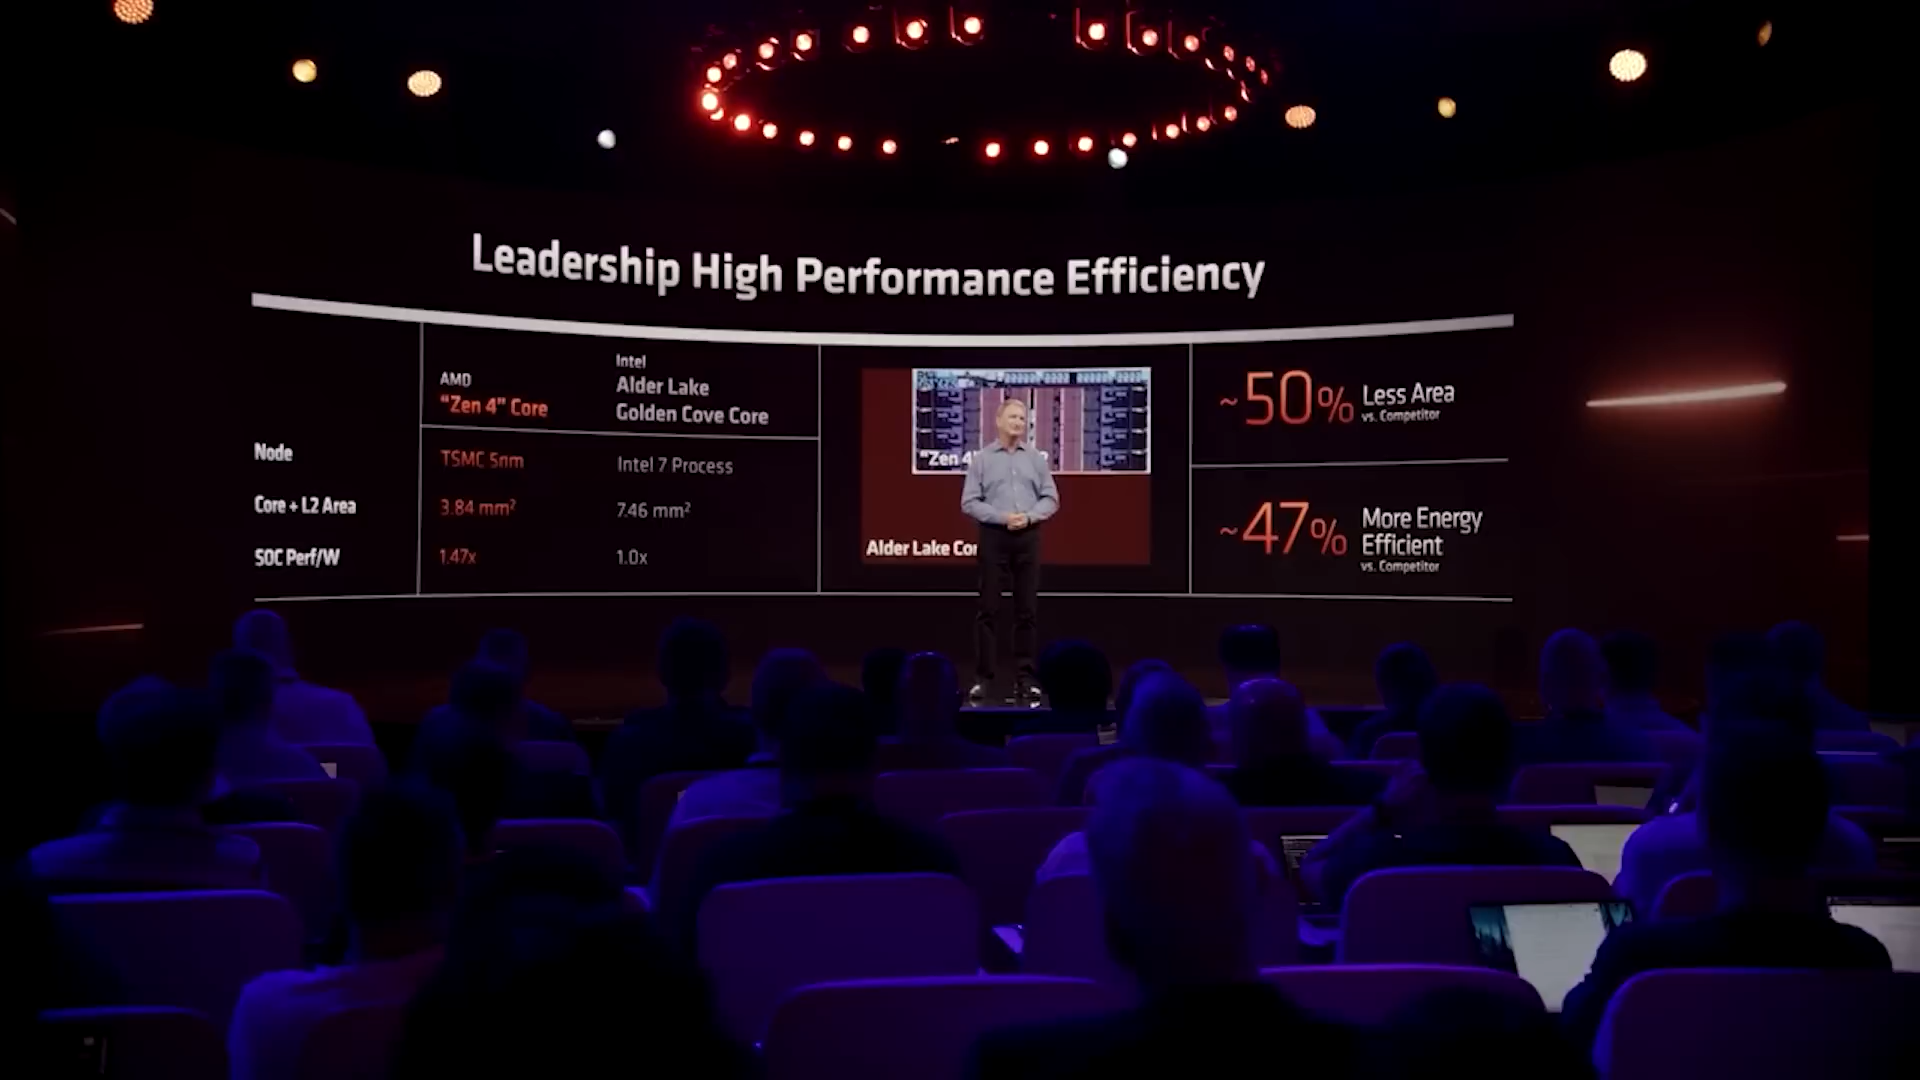 Leadership High Performance Efficiency
AMD
"Zen 4" Core
Intel
Alder Lake
Golden Cove Core
Node
TSMC 5nm
Intel 7 Process
Core + L2 Area
3.84 mm²
7.46 mm²
SOC Perf/W
1.47x
1.0x
"Zen 4"
Alder Lake
~50% Less Area
vs. Competitor
~47% More Energy
Efficient
vs. Competitor